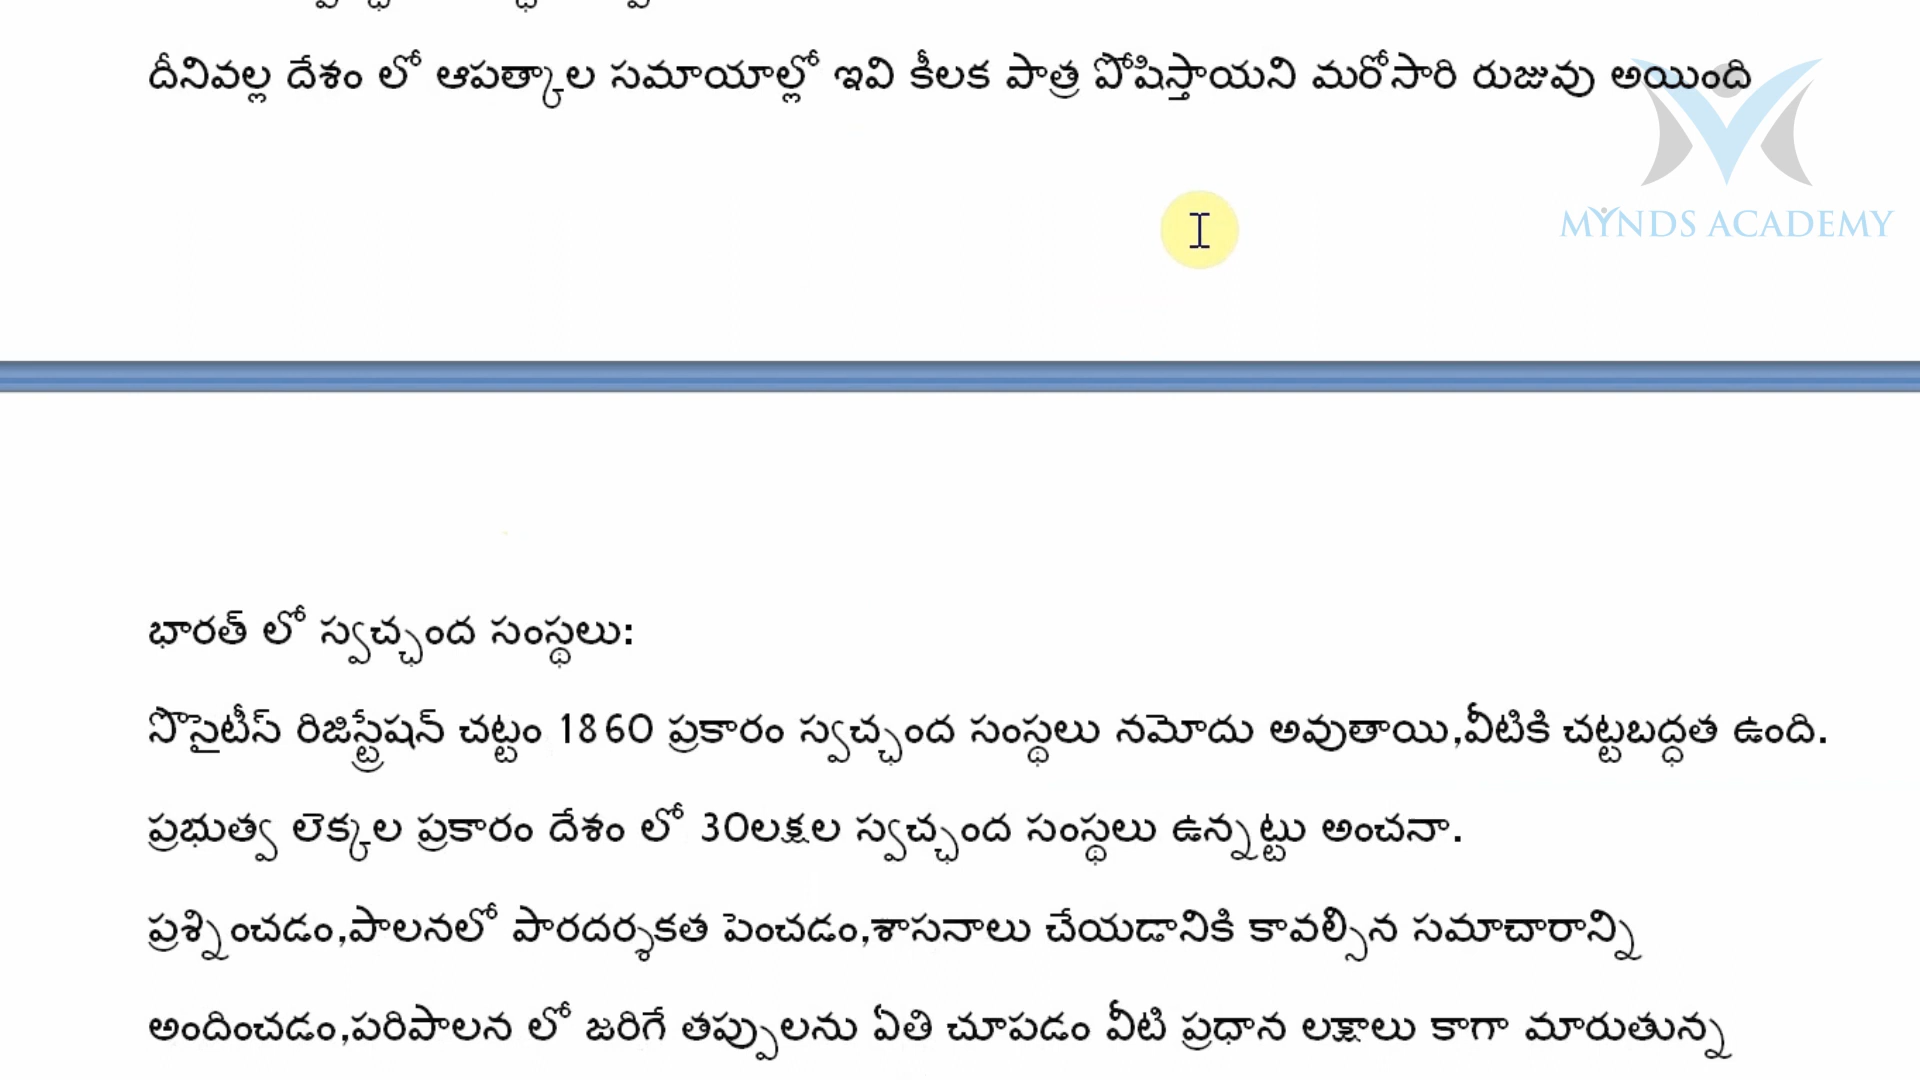 దీనివల్ల దేశం లో ఆపత్కాల సమాయాల్లో ఇవి కీలక పాత్ర పోషిస్తాయని మరోసారి రుజువు అయింది
MYNDS ACADEMY
భారత్ లో స్వచ్ఛంద సంస్థలు:
సొసైటీస్ రిజిస్ట్రేషన్ చట్టం 1860 ప్రకారం స్వచ్ఛంద సంస్థలు నమోదు అవుతాయి,వీటికి చట్టబద్ధత ఉంది.
ప్రభుత్వ లెక్కల ప్రకారం దేశం లో 30లక్షల స్వచ్ఛంద సంస్థలు ఉన్నట్టు అంచనా.
ప్రశ్నించడం,పాలనలో పారదర్శకత పెంచడం,శాసనాలు చేయడానికి కావల్సిన సమాచారాన్ని
అందించడం,పరిపాలన లో జరిగే తప్పులను ఏతి చూపడం వీటి ప్రధాన లక్షాలు కాగా మారుతున్న